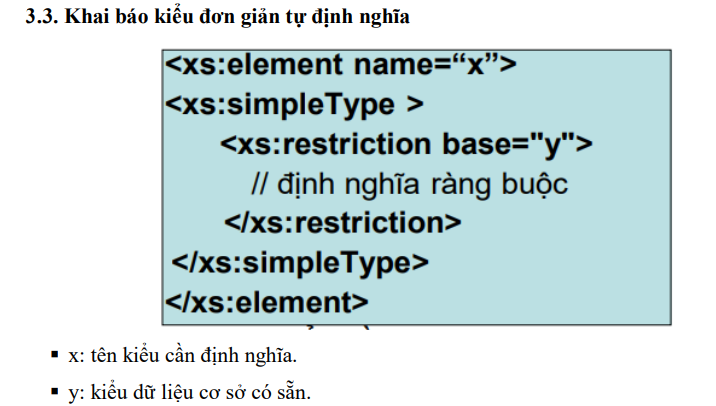 3.3. Khai báo kiểu đơn giản tự định nghĩa
<xs:element name=“x”>
<xs:simpleType >
<xs:restriction base="y">
// định nghĩa ràng buộc
</xs:restriction>
</xs:simpleType>
</xs:element>
▪ x: tên kiểu cần định nghĩa.
▪ y: kiểu dữ liệu cơ sở có sẵn.